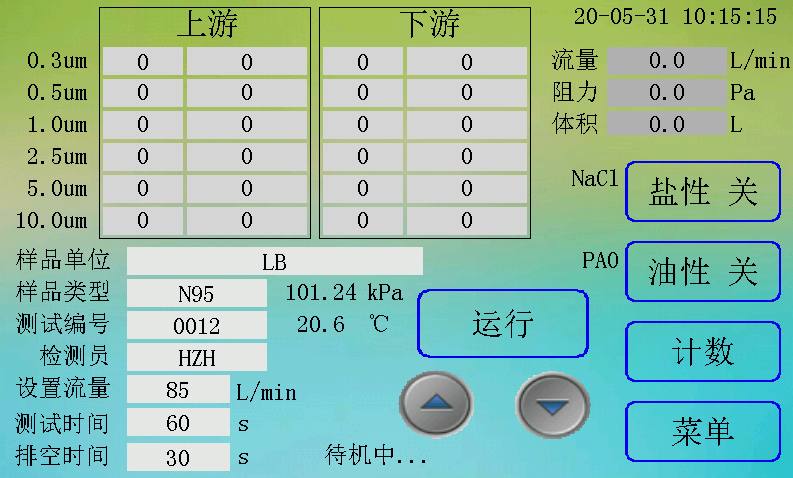 上游 下游 20-05-31 10:15:15
0.3um 0 0 0 0 流量 0.0 L/min
0.5um 0 0 0 0 阻力 0.0 Pa
1.0um 0 0 0 0 体积 0.0 L
2.5um 0 0 0 0
5.0um 0 0 0 0 NaCl 盐性 关
10.0um 0 0 0 0
样品单位 LB PAO 油性 关
样品类型 N95 101.24 kPa
测试编号 0012 20.6 ℃ 运行
检测员 HZH 计数
设置流量 85 L/min
测试时间 60 s 菜单
排空时间 30 s 待机中...